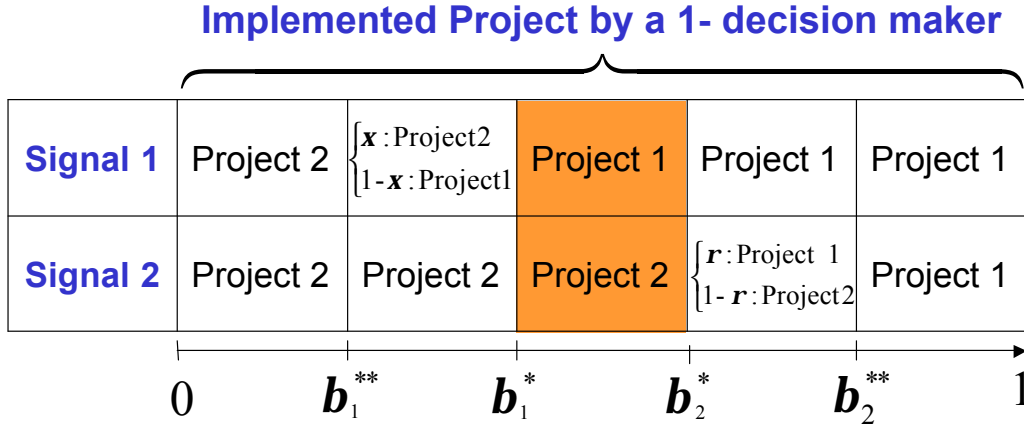 Implemented Project by a 1- decision maker
Signal 1 Project 2 { x : Project2 Project 1 Project 1 Project 1
1- x : Project1
Signal 2 Project 2 Project 2 Project 2 { r : Project 1 Project 1
1- r : Project2
0 b₁** b₁* b₂* b₂** 1